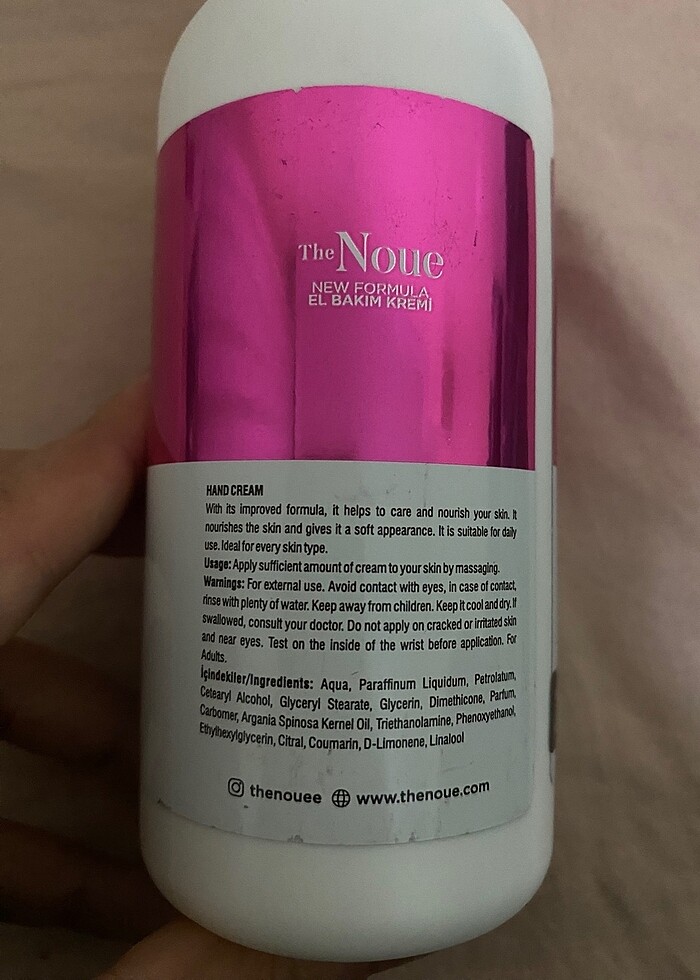 The Noue
NEW FORMULA
EL BAKIM KREMİ
HAND CREAM
With its improved formula, it helps to care and nourish your skin. It
nourishes the skin and gives it a soft appearance. It is suitable for daily
use. Ideal for every skin type.
Usage: Apply sufficient amount of cream to your skin by massaging.
Warnings: For external use. Avoid contact with eyes, in case of contact,
rinse with plenty of water. Keep away from children. Keep it cool and dry. If
swallowed, consult your doctor. Do not apply on cracked or irritated skin
and near eyes. Test on the inside of the wrist before application. For
Adults.
İçindekiler/Ingredients: Aqua, Paraffinum Liquidum, Petrolatum,
Cetearyl Alcohol, Glyceryl Stearate, Glycerin, Dimethicone, Parfum,
Carbomer, Argania Spinosa Kernel Oil, Triethanolamine, Phenoxyethanol,
Ethylhexylglycerin, Citral, Coumarin, D-Limonene, Linalool
thenouee www.thenoue.com